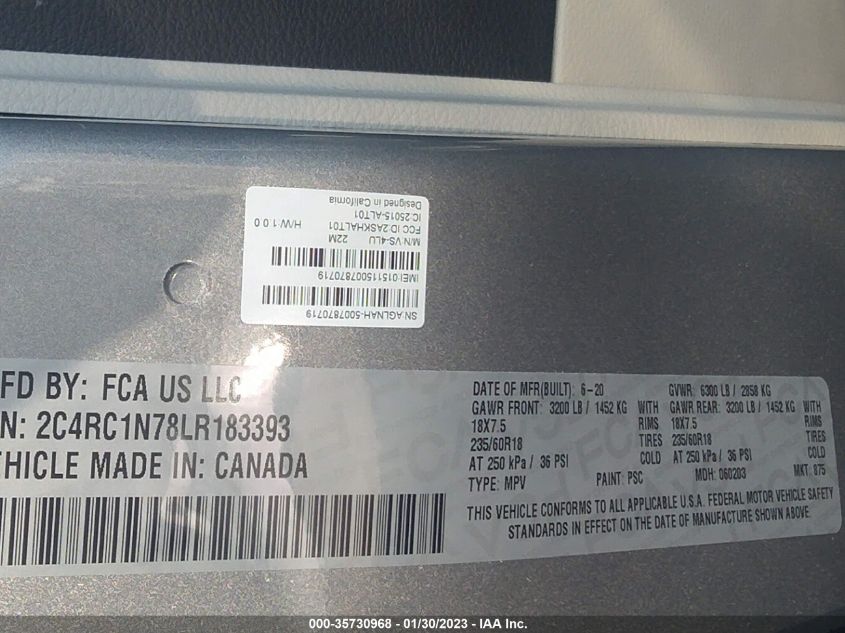 Designed in California
IC:25015-ALT01
FCC ID:2ASKHALT01 H/W:1.0.0
M/N:VS-4LU 22M
IMEI:015115007870719
SN:AGLNAH-5007870719
FD BY: FCA US LLC
N: 2C4RC1N78LR183393
EHICLE MADE IN: CANADA
DATE OF MFR(BUILT): 6-20 GVWR: 6300 LB / 2858 KG
GAWR FRONT: 3200 LB / 1452 KG WITH GAWR REAR: 3200 LB / 1452 KG WITH
18X7.5 RIMS 18X7.5 RIMS
235/60R18 TIRES 235/60R18 TIRES
AT 250 kPa / 36 PSI COLD AT 250 kPa / 36 PSI COLD
TYPE: MPV PAINT: PSC MDH: 060203 MKT: 875
THIS VEHICLE CONFORMS TO ALL APPLICABLE U.S.A. FEDERAL MOTOR VEHICLE SAFETY
STANDARDS IN EFFECT ON THE DATE OF MANUFACTURE SHOWN ABOVE.
000-35730968 - 01/30/2023 - IAA Inc.